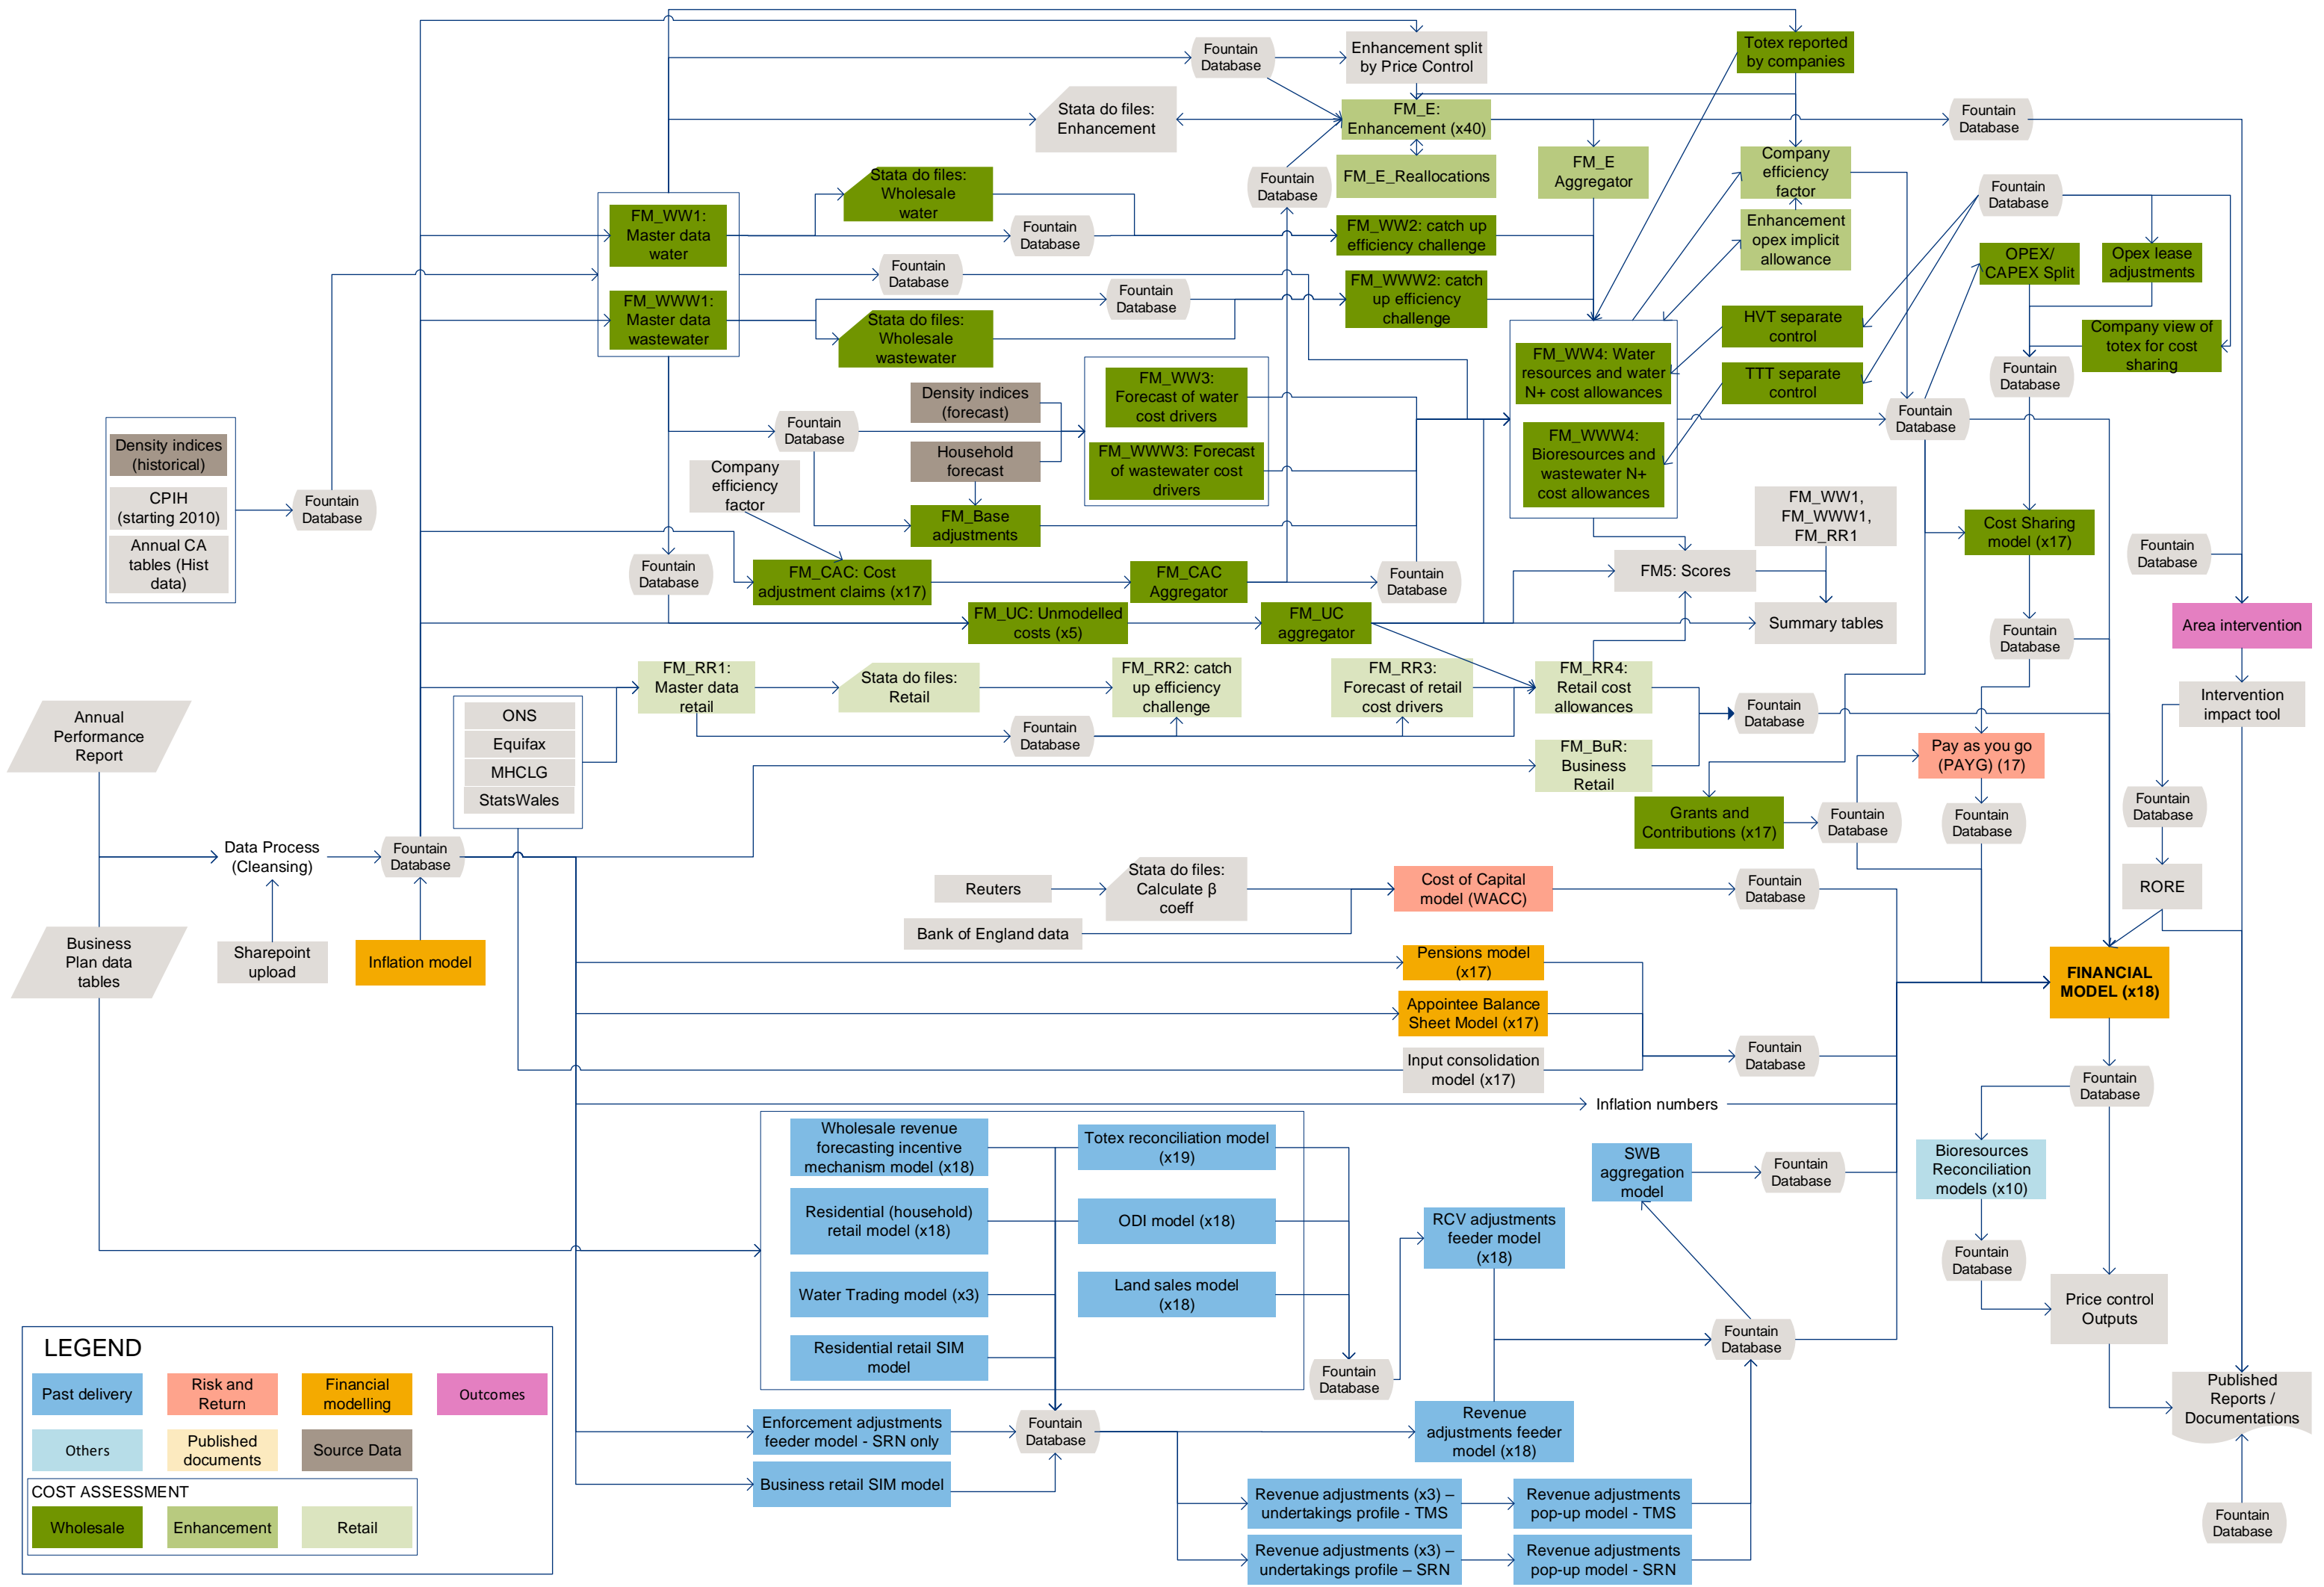 Fountain
Database
Enhancement split
by Price Control
Totex reported
by companies
Stata do files:
Enhancement
FM_E:
Enhancement (x40)
Fountain
Database
FM_E_Reallocations
FM_E
Aggregator
Company
efficiency
factor
Fountain
Database
Fountain
Database
Stata do files:
Wholesale
water
FM_WW1:
Master data
water
Fountain
Database
FM_WW2: catch up
efficiency challenge
Enhancement
opex implicit
allowance
OPEX/
CAPEX Split
Opex lease
adjustments
Fountain
Database
FM_WWW1:
Master data
wastewater
Fountain
Database
FM_WWW2: catch
up efficiency
challenge
Stata do files:
Wholesale
wastewater
HVT separate
control
Company view of
totex for cost
sharing
FM_WW4: Water
resources and water
N+ cost allowances
TTT separate
control
Fountain
Database
Density indices
(forecast)
FM_WW3:
Forecast of water
cost drivers
Fountain
Database
Fountain
Database
Household
forecast
FM_WWW3: Forecast
of wastewater cost
drivers
FM_WWW4:
Bioresources and
wastewater N+
cost allowances
Density indices
(historical)
CPIH
(starting 2010)
Annual CA
tables (Hist
data)
Fountain
Database
Company
efficiency
factor
FM_Base
adjustments
FM_WW1,
FM_WWW1,
FM_RR1
Cost Sharing
model (x17)
Fountain
Database
Fountain
Database
FM_CAC: Cost
adjustment claims (x17)
FM_CAC
Aggregator
Fountain
Database
FM5: Scores
FM_UC: Unmodelled
costs (x5)
FM_UC
aggregator
Summary tables
Fountain
Database
Area intervention
FM_RR1:
Master data
retail
Stata do files:
Retail
FM_RR2: catch
up efficiency
challenge
FM_RR3:
Forecast of retail
cost drivers
FM_RR4:
Retail cost
allowances
Fountain
Database
Intervention
impact tool
ONS
Equifax
MHCLG
StatsWales
Fountain
Database
FM_BuR:
Business
Retail
Pay as you go
(PAYG) (17)
Annual
Performance
Report
Grants and
Contributions (x17)
Fountain
Database
Fountain
Database
Fountain
Database
Data Process
(Cleansing)
Fountain
Database
Reuters
Stata do files:
Calculate β
coeff
Cost of Capital
model (WACC)
Fountain
Database
RORE
Bank of England data
Business
Plan data
tables
Sharepoint
upload
Inflation model
Pensions model
(x17)
FINANCIAL
MODEL (x18)
Appointee Balance
Sheet Model (x17)
Input consolidation
model (x17)
Fountain
Database
Fountain
Database
Inflation numbers
Wholesale revenue
forecasting incentive
mechanism model (x18)
Totex reconciliation model
(x19)
SWB
aggregation
model
Fountain
Database
Bioresources
Reconciliation
models (x10)
Residential (household)
retail model (x18)
ODI model (x18)
RCV adjustments
feeder model
(x18)
Fountain
Database
Water Trading model (x3)
Land sales model
(x18)
Price control
Outputs
Residential retail SIM
model
Fountain
Database
Fountain
Database
Published
Reports /
Documentations
Enforcement adjustments
feeder model - SRN only
Fountain
Database
Revenue
adjustments feeder
model (x18)
Business retail SIM model
Revenue adjustments (x3) –
undertakings profile - TMS
Revenue adjustments
pop-up model - TMS
Fountain
Database
Revenue adjustments (x3) –
undertakings profile – SRN
Revenue adjustments
pop-up model - SRN
LEGEND
Past delivery
Risk and
Return
Financial
modelling
Outcomes
Others
Published
documents
Source Data
COST ASSESSMENT
Wholesale
Enhancement
Retail